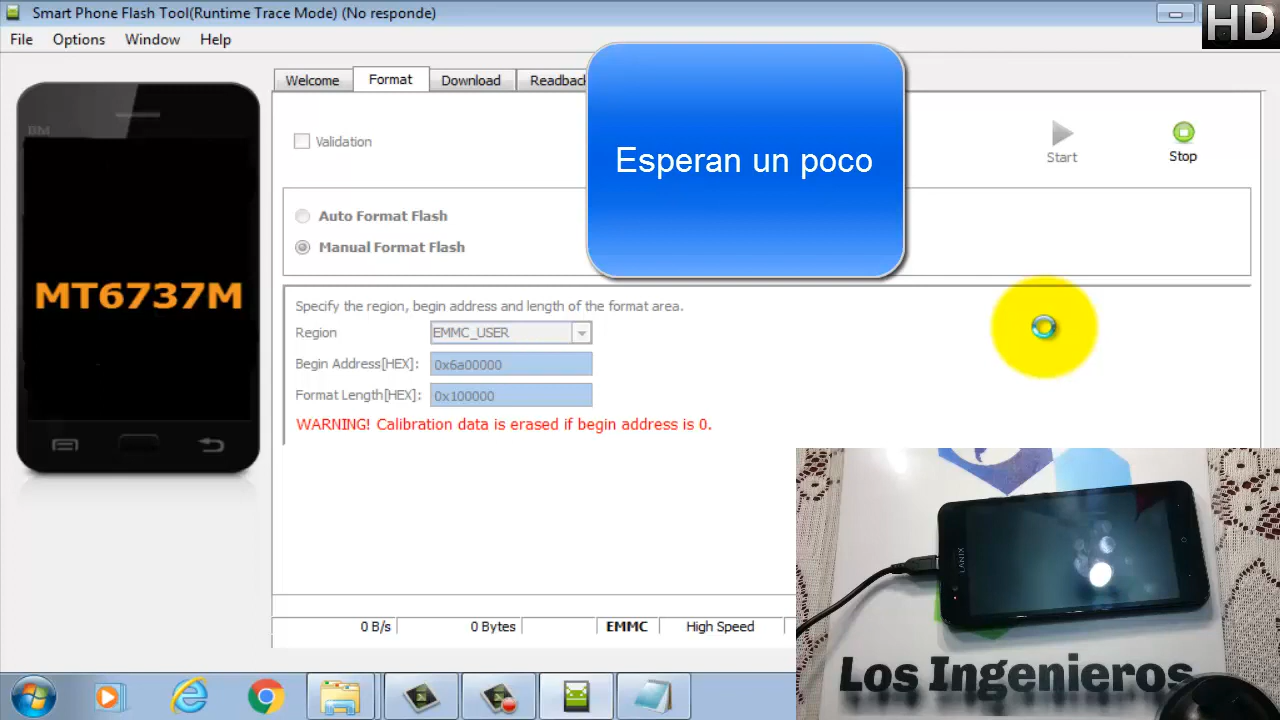 Smart Phone Flash Tool(Runtime Trace Mode) (No responde)
HD
File Options Window Help
Welcome Format Download Readback
Esperan un poco
BM
Validation
Start
Stop
Auto Format Flash
Manual Format Flash
MT6737M
Specify the region, begin address and length of the format area.
Region EMMC_USER
Begin Address[HEX]: 0x6a00000
Format Length[HEX]: 0x100000
WARNING! Calibration data is erased if begin address is 0.
LANIX
0 B/s 0 Bytes EMMC High Speed
Los Ingenieros